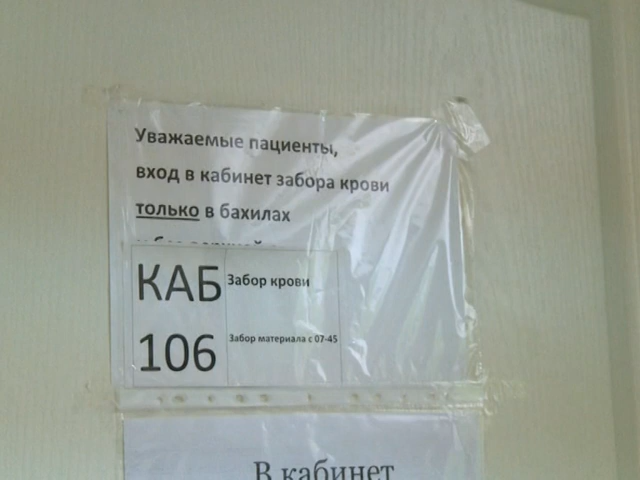 Уважаемые пациенты,
вход в кабинет забора крови
только в бахилах
КАБ Забор крови
106 Забор материала с 07-45
В кабинет